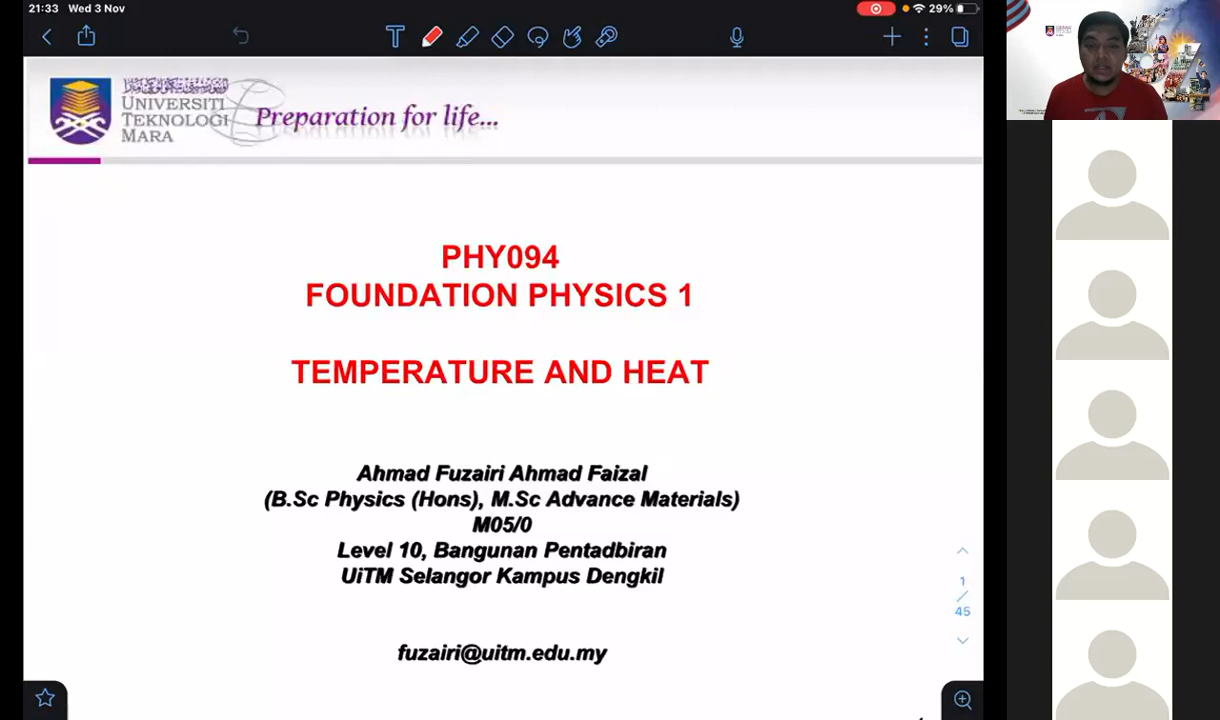 21:33 Wed 3 Nov
29%
UNIVERSITI
TEKNOLOGI
MARA
Preparation for life...
PHY094
FOUNDATION PHYSICS 1
TEMPERATURE AND HEAT
Ahmad Fuzairi Ahmad Faizal
(B.Sc Physics (Hons), M.Sc Advance Materials)
M05/0
Level 10, Bangunan Pentadbiran
UiTM Selangor Kampus Dengkil
fuzairi@uitm.edu.my
1
/
45